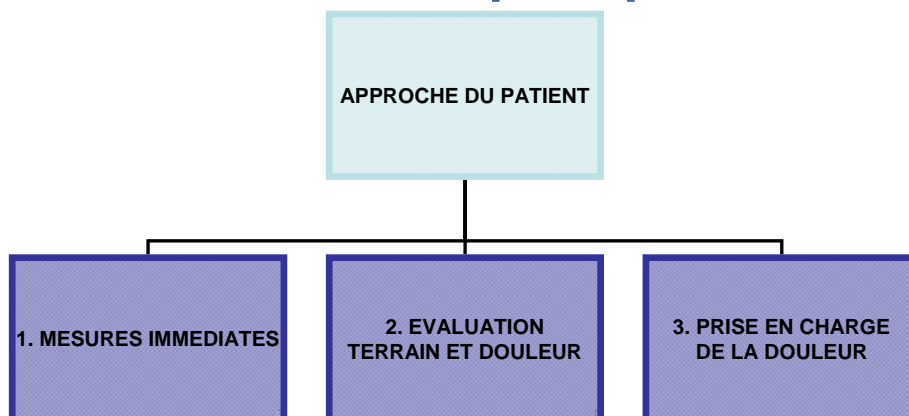 APPROCHE DU PATIENT
1. MESURES IMMEDIATES
2. EVALUATION
TERRAIN ET DOULEUR
3. PRISE EN CHARGE
DE LA DOULEUR